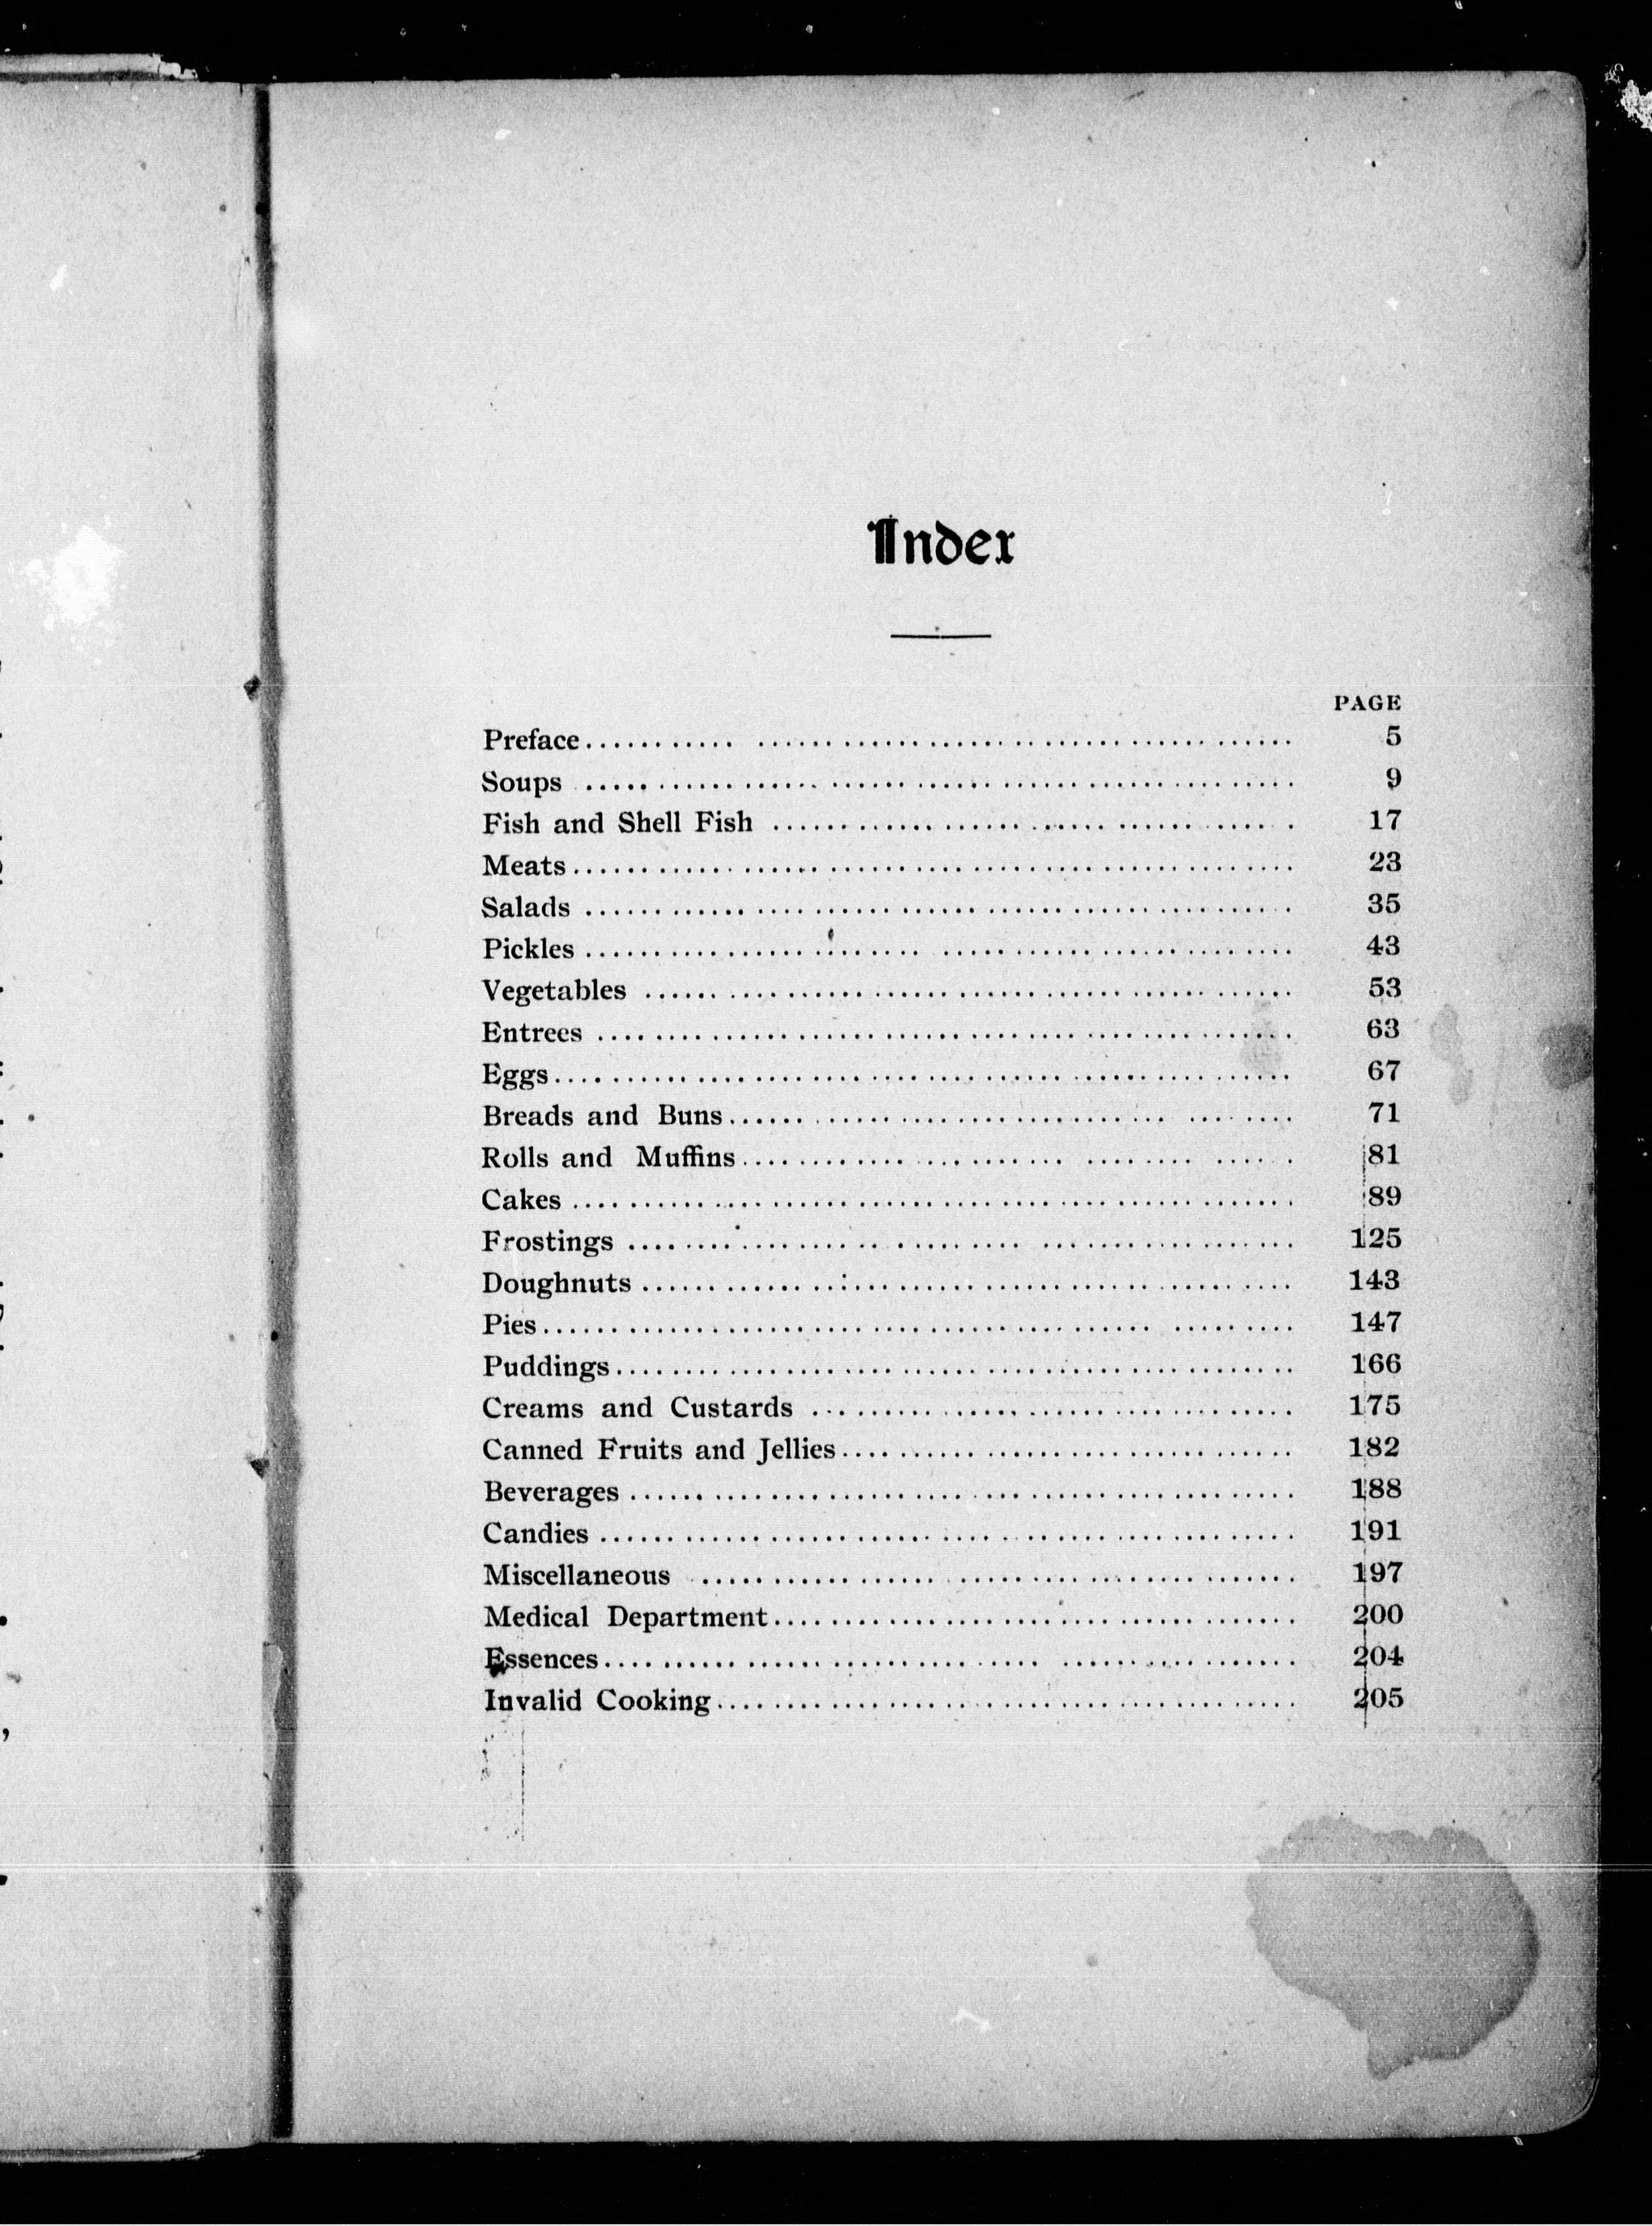 Index
PAGE
Preface........... ...................................... 5
Soups .................................................. 9
Fish and Shell Fish ..................................... 17
Meats................................................... 23
Salads .................................................. 35
Pickles ................................................. 43
Vegetables .............................................. 53
Entrees ................................................. 63
Eggs.................................................... 67
Breads and Buns........................................ 71
Rolls and Muffins....................................... 81
Cakes .................................................. 89
Frostings ............................................... 125
Doughnuts .............................................. 143
Pies.................................................... 147
Puddings................................................ 166
Creams and Custards .................................. 175
Canned Fruits and Jellies................................ 182
Beverages ............................................... 188
Candies ................................................. 191
Miscellaneous .......................................... 197
Medical Department..................................... 200
Essences................................................ 204
Invalid Cooking......................................... 205